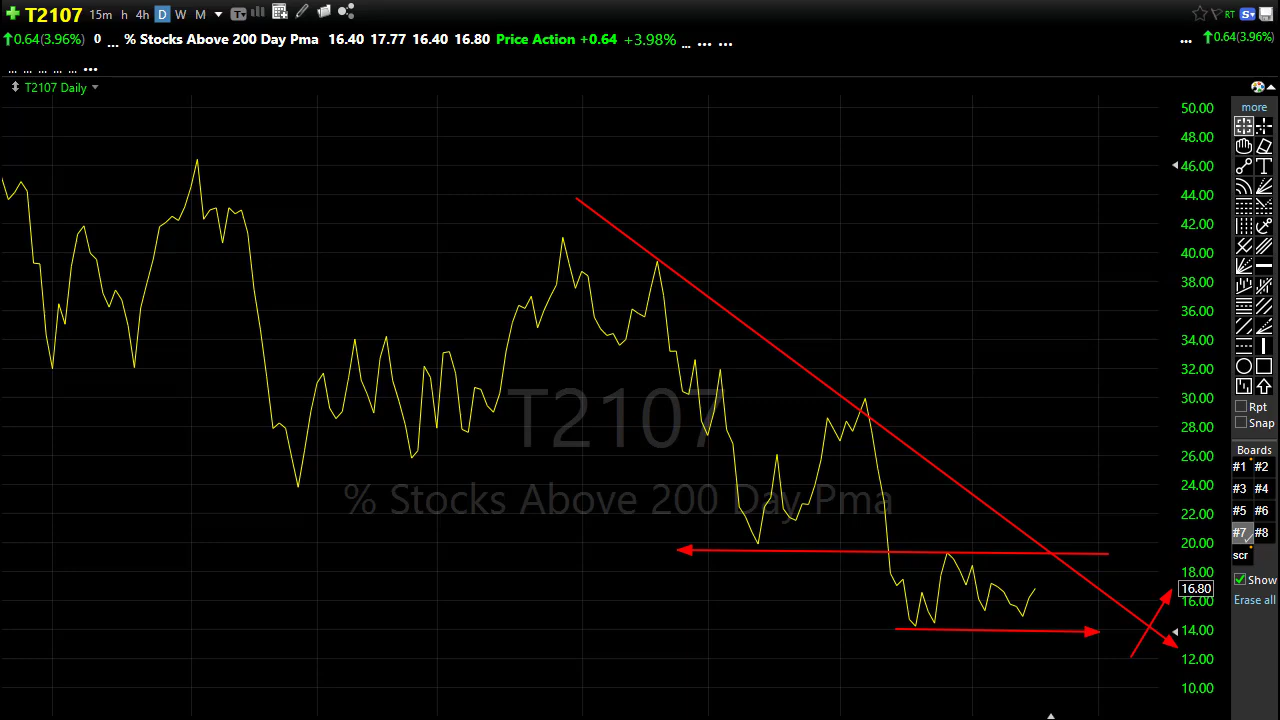 T2107 15m h 4h D W M T RT S
0.64(3.96%) 0 ... % Stocks Above 200 Day Pma 16.40 17.77 16.40 16.80 Price Action +0.64 +3.98% ... ... ... ... 0.64(3.96%)
... ... ... ... ... ...
T2107 Daily
more
50.00
48.00
46.00
44.00
42.00
40.00
38.00
36.00
34.00
32.00
30.00
28.00
26.00
24.00
22.00
20.00
18.00
16.80
16.00
14.00
12.00
10.00
T2107
% Stocks Above 200 Day Pma
T
Rpt
Snap
Boards
#1 #2
#3 #4
#5 #6
#7 #8
scr
Show
Erase all